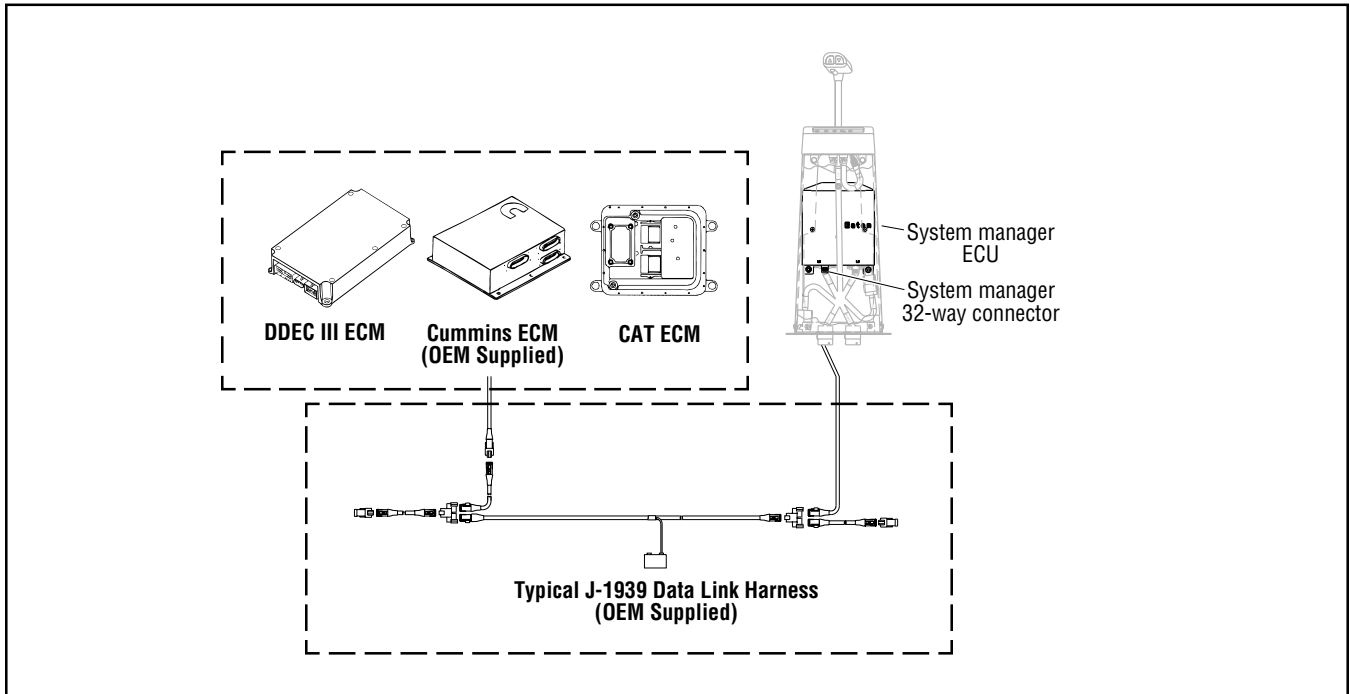 Eaton
System manager
ECU
System manager
32-way connector
DDEC III ECM
Cummins ECM
(OEM Supplied)
CAT ECM
Typical J-1939 Data Link Harness
(OEM Supplied)